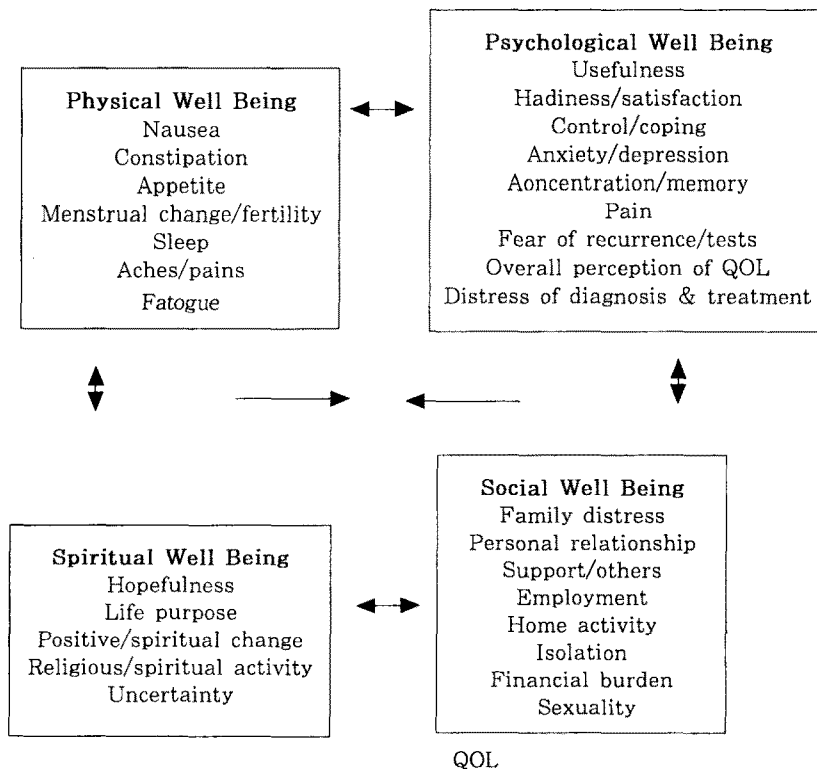 Physical Well Being
Nausea
Constipation
Appetite
Menstrual change/fertility
Sleep
Aches/pains
Fatogue
Psychological Well Being
Usefulness
Hadiness/satisfaction
Control/coping
Anxiety/depression
Aoncentration/memory
Pain
Fear of recurrence/tests
Overall perception of QOL
Distress of diagnosis & treatment
Spiritual Well Being
Hopefulness
Life purpose
Positive/spiritual change
Religious/spiritual activity
Uncertainty
Social Well Being
Family distress
Personal relationship
Support/others
Employment
Home activity
Isolation
Financial burden
Sexuality
QOL